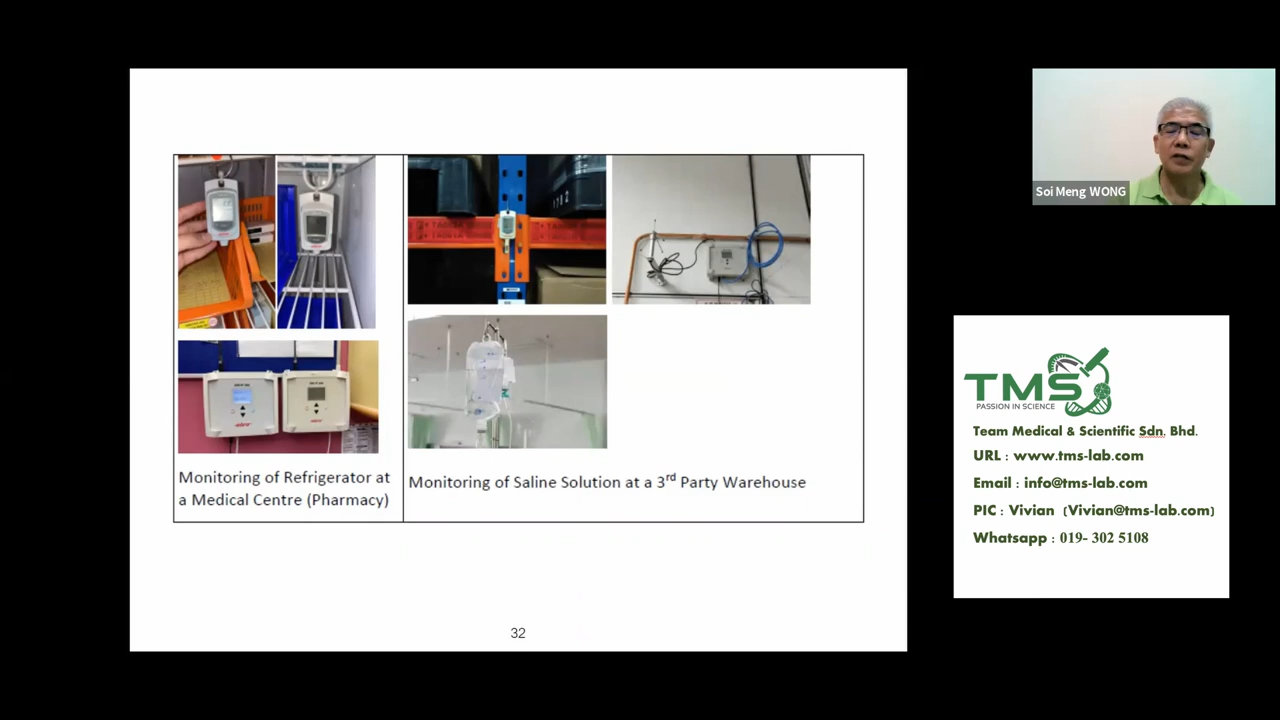 Monitoring of Refrigerator at
a Medical Centre (Pharmacy)
Monitoring of Saline Solution at a 3rd Party Warehouse
32
Soi Meng WONG
TMS
PASSION IN SCIENCE
Team Medical & Scientific Sdn. Bhd.
URL : www.tms-lab.com
Email : info@tms-lab.com
PIC : Vivian (Vivian@tms-lab.com)
Whatsapp : 019- 302 5108